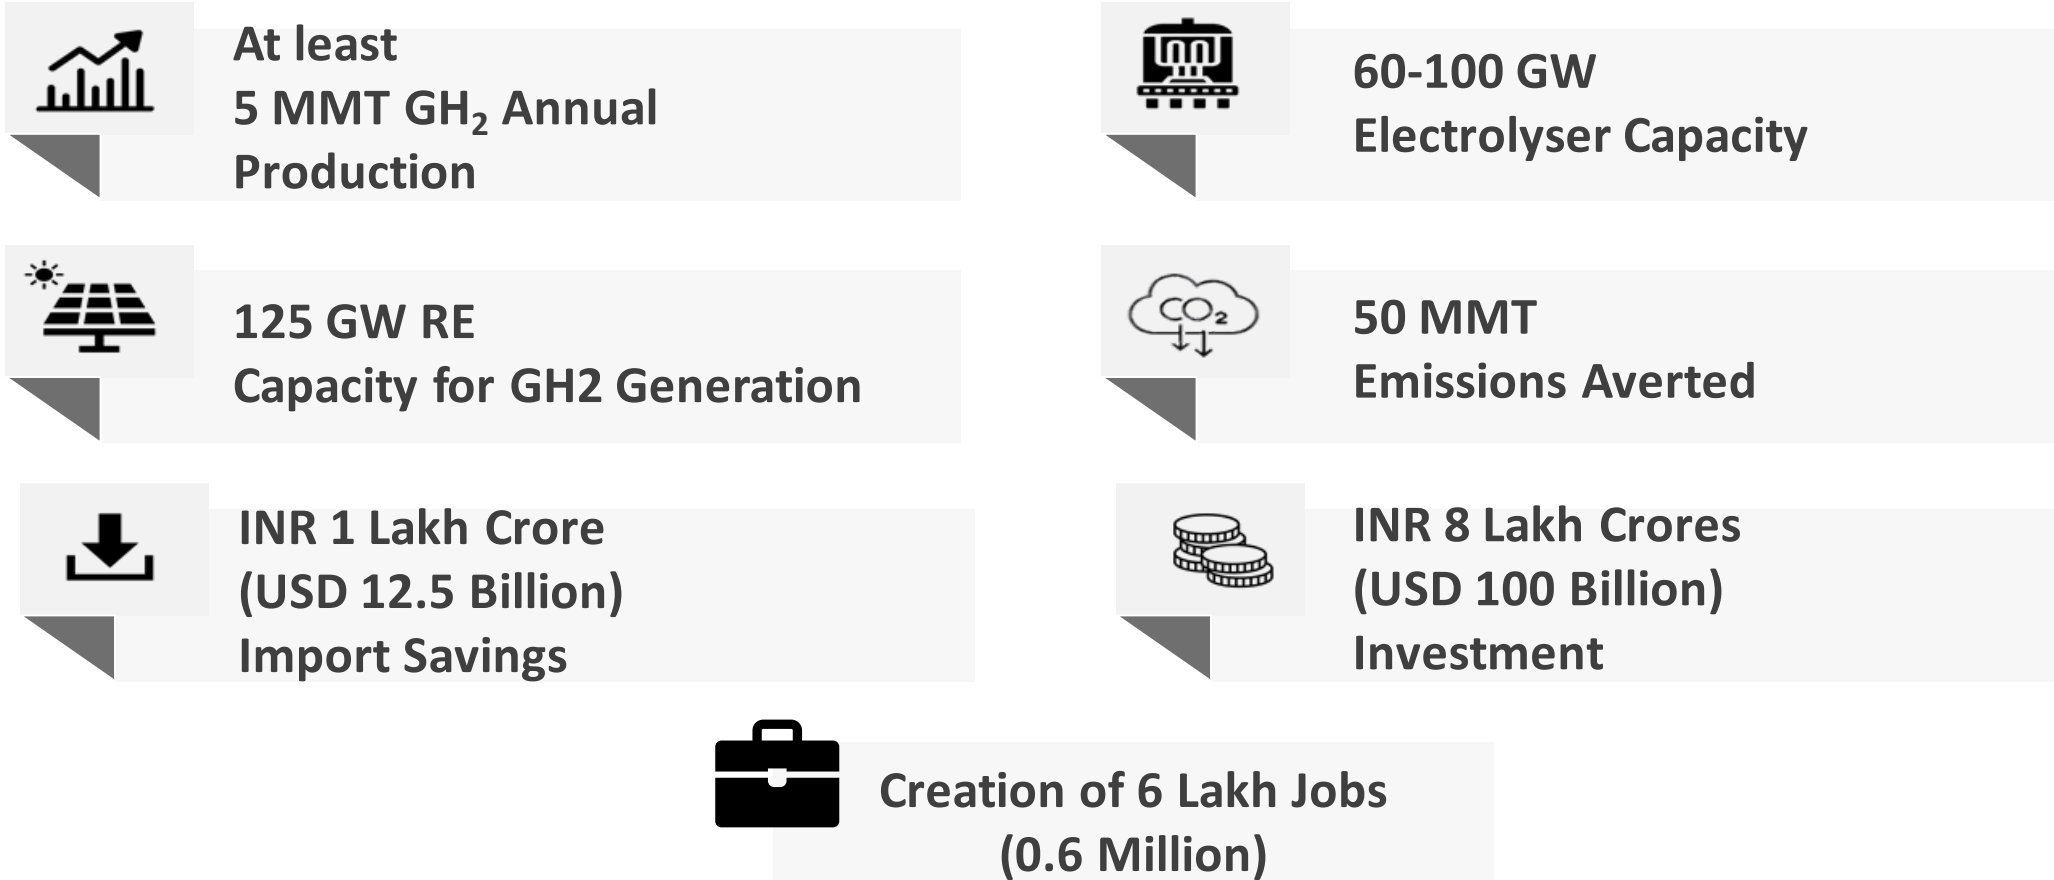 At least
5 MMT GH₂ Annual
Production
60-100 GW
Electrolyser Capacity
125 GW RE
Capacity for GH2 Generation
CO₂
50 MMT
Emissions Averted
INR 1 Lakh Crore
(USD 12.5 Billion)
Import Savings
INR 8 Lakh Crores
(USD 100 Billion)
Investment
Creation of 6 Lakh Jobs
(0.6 Million)